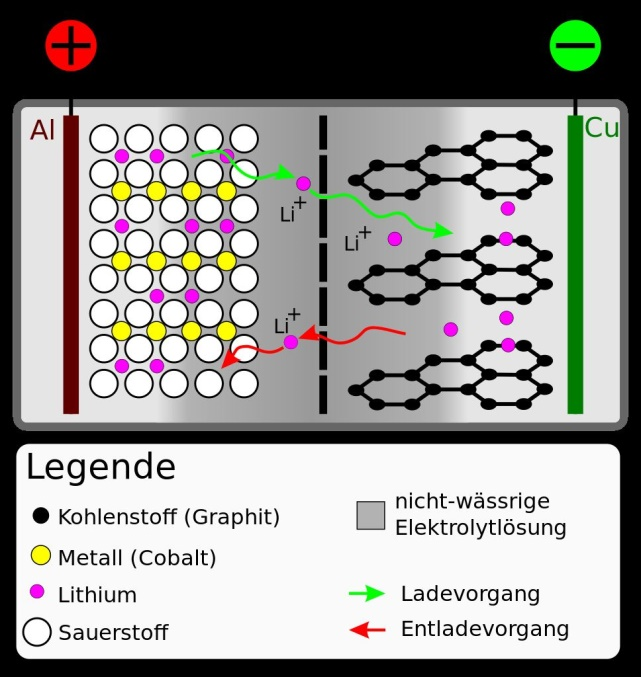 +
−
Al
Cu
Li+
Li+
Li+
Legende
Kohlenstoff (Graphit)
Metall (Cobalt)
Lithium
Sauerstoff
nicht-wässrige
Elektrolytlösung
Ladevorgang
Entladevorgang